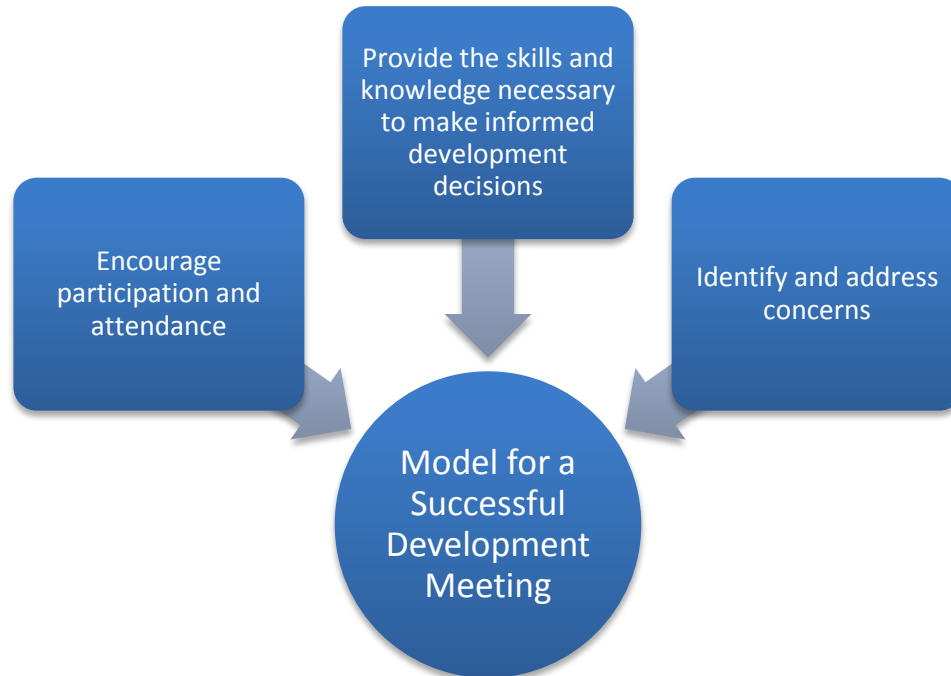 Provide the skills and
knowledge necessary
to make informed
development
decisions
Encourage
participation and
attendance
Identify and address
concerns
Model for a
Successful
Development
Meeting